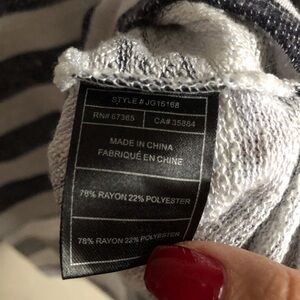 STYLE # JG16168
RN# 67365 CA# 35884
MADE IN CHINA
FABRIQUÉ EN CHINE
78% RAYON 22% POLYESTER
78% RAYON 22% POLYESTER